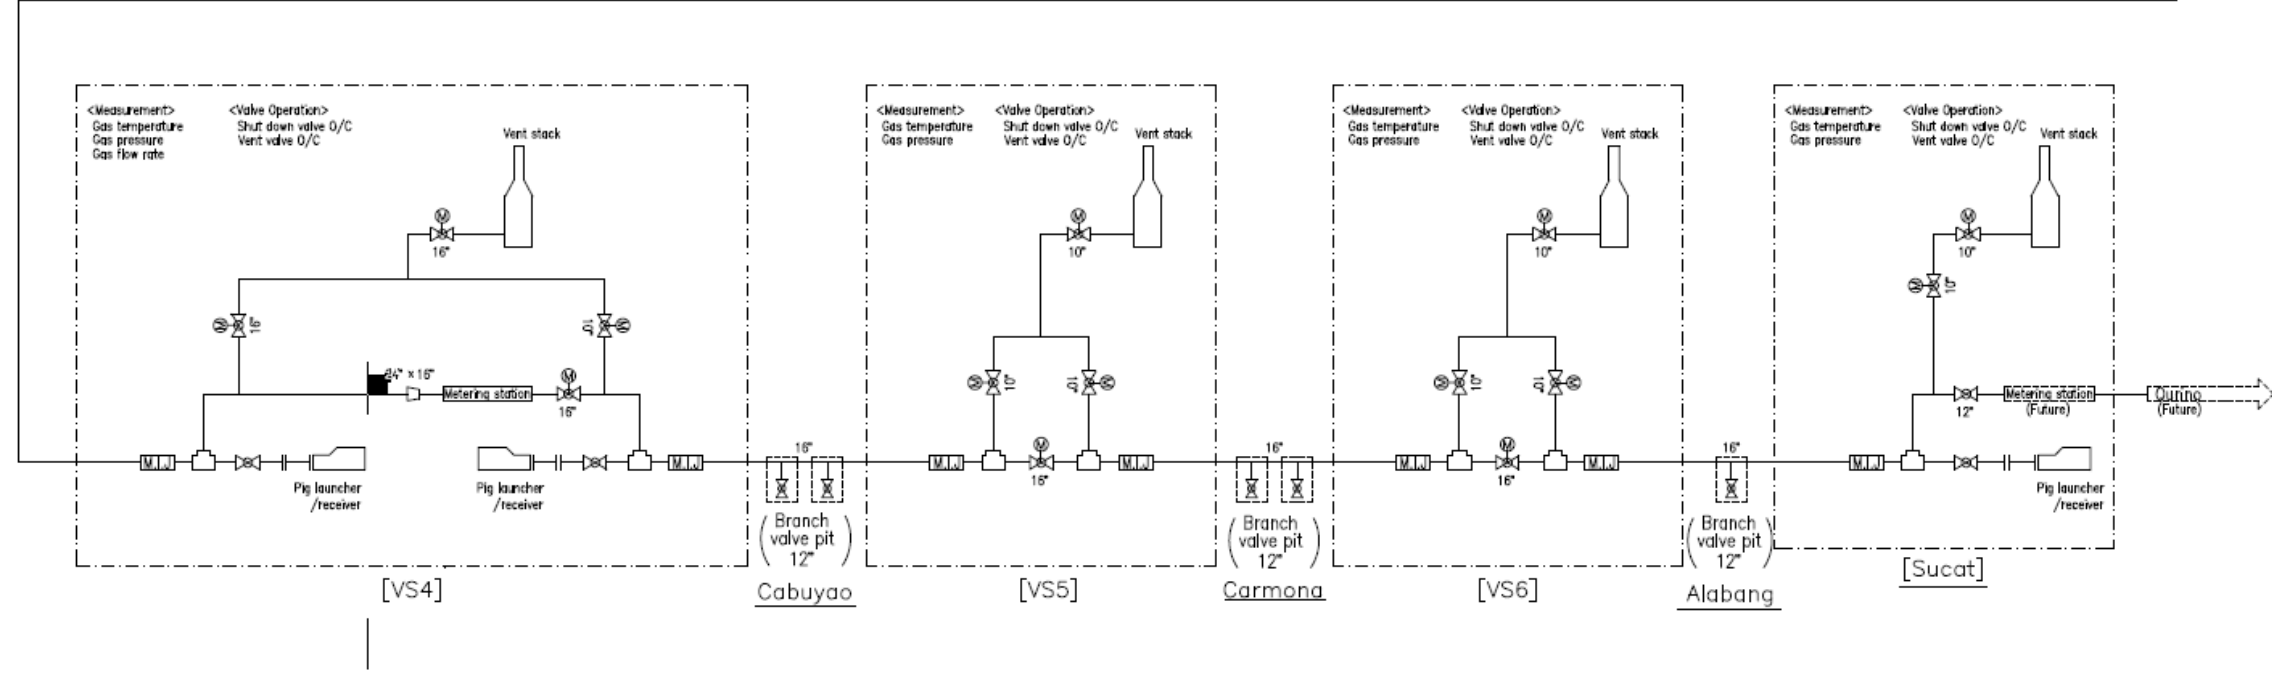 <Measurement>
Gas temperature
Gas pressure
Gas flow rate
<Valve Operation>
Shut down valve O/C
Vent valve O/C
Vent stack
M
16"
M
16"
10"
M
24" x 16"
Metering station
M
16"
M.I.J
Pig launcher
/receiver
Pig launcher
/receiver
M.I.J
[VS4]
16"
Branch
valve pit
12"
Cabuyao
<Measurement>
Gas temperature
Gas pressure
<Valve Operation>
Shut down valve O/C
Vent valve O/C
Vent stack
M
10"
M
10"
10"
M
M.I.J
M
16"
M.I.J
[VS5]
16"
Branch
valve pit
12"
Carmona
<Measurement>
Gas temperature
Gas pressure
<Valve Operation>
Shut down valve O/C
Vent valve O/C
Vent stack
M
10"
M
10"
10"
M
M.I.J
M
16"
M.I.J
[VS6]
16"
Branch
valve pit
12"
Alabang
<Measurement>
Gas temperature
Gas pressure
<Valve Operation>
Shut down valve O/C
Vent valve O/C
Vent stack
M
10"
M
10"
12"
Metering station
(Future)
(Future)
M.I.J
Pig launcher
/receiver
[Sucat]